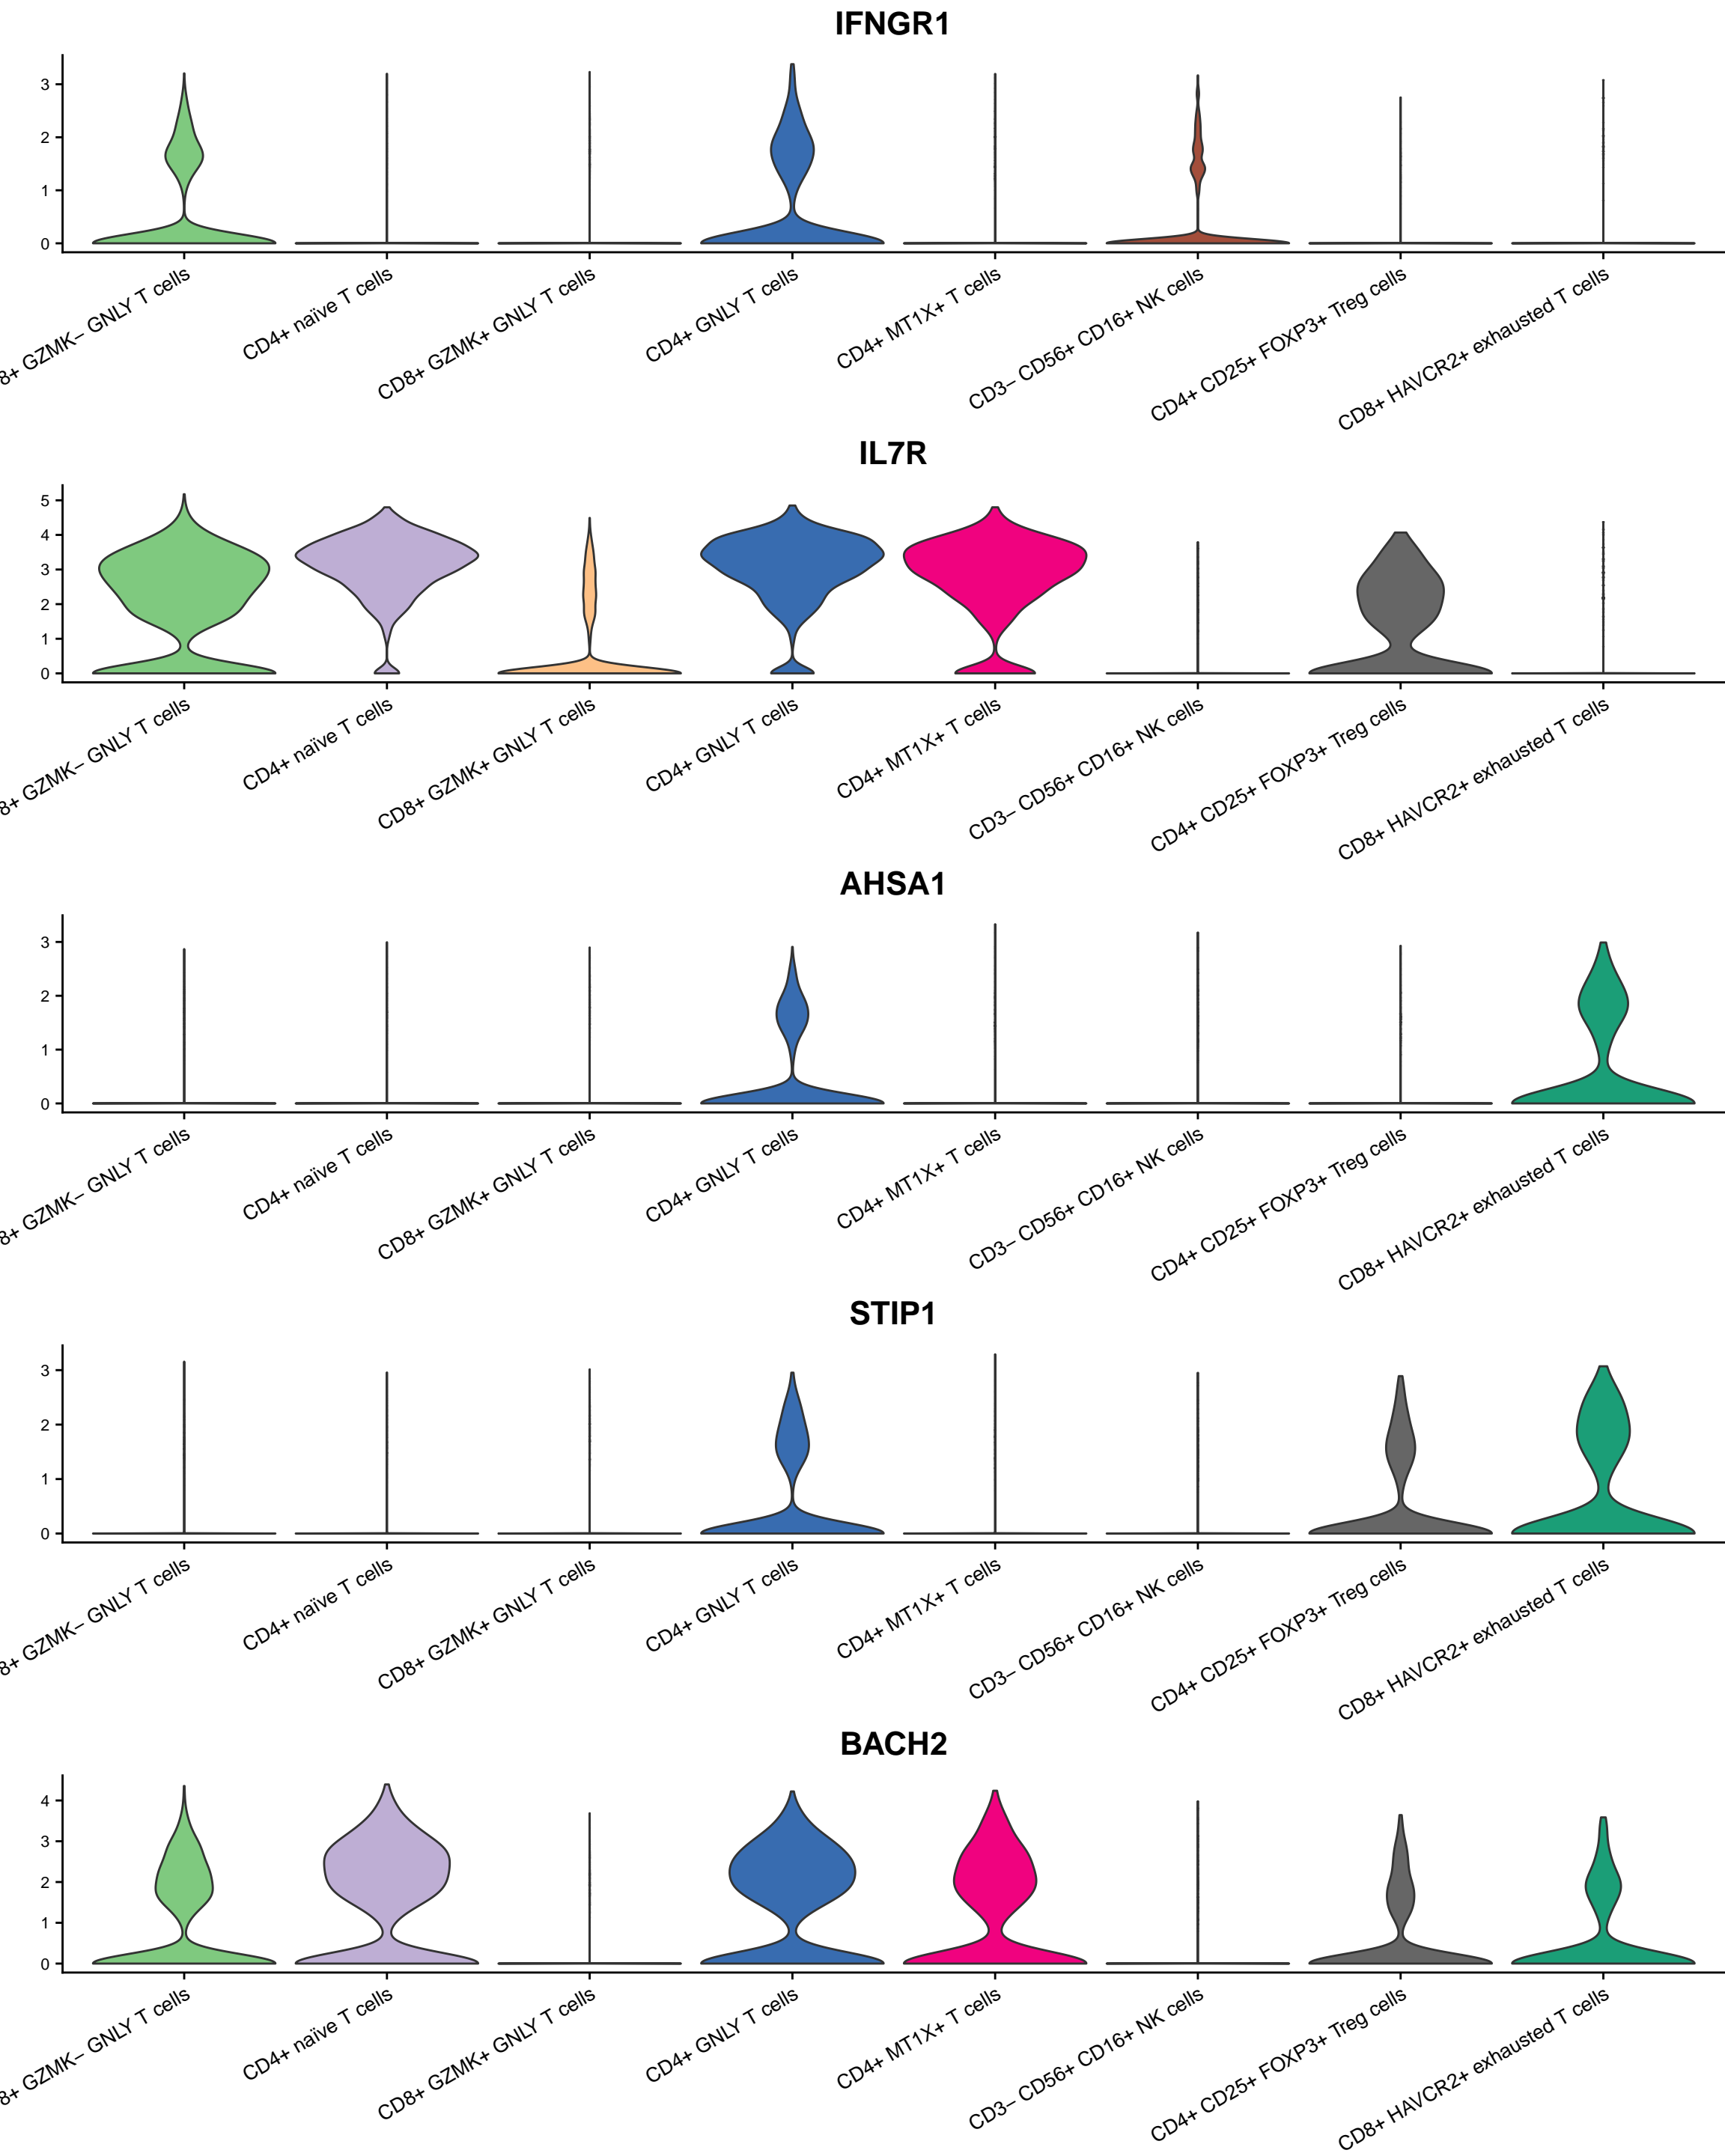 IFNGR1
3
2
1
0
8+ GZMK− GNLY T cells
CD4+ naïve T cells
CD8+ GZMK+ GNLY T cells
CD4+ GNLY T cells
CD4+ MT1X+ T cells
CD3− CD56+ CD16+ NK cells
CD4+ CD25+ FOXP3+ Treg cells
CD8+ HAVCR2+ exhausted T cells
IL7R
5
4
3
2
1
0
8+ GZMK− GNLY T cells
CD4+ naïve T cells
CD8+ GZMK+ GNLY T cells
CD4+ GNLY T cells
CD4+ MT1X+ T cells
CD3− CD56+ CD16+ NK cells
CD4+ CD25+ FOXP3+ Treg cells
CD8+ HAVCR2+ exhausted T cells
AHSA1
3
2
1
0
8+ GZMK− GNLY T cells
CD4+ naïve T cells
CD8+ GZMK+ GNLY T cells
CD4+ GNLY T cells
CD4+ MT1X+ T cells
CD3− CD56+ CD16+ NK cells
CD4+ CD25+ FOXP3+ Treg cells
CD8+ HAVCR2+ exhausted T cells
STIP1
3
2
1
0
8+ GZMK− GNLY T cells
CD4+ naïve T cells
CD8+ GZMK+ GNLY T cells
CD4+ GNLY T cells
CD4+ MT1X+ T cells
CD3− CD56+ CD16+ NK cells
CD4+ CD25+ FOXP3+ Treg cells
CD8+ HAVCR2+ exhausted T cells
BACH2
4
3
2
1
0
8+ GZMK− GNLY T cells
CD4+ naïve T cells
CD8+ GZMK+ GNLY T cells
CD4+ GNLY T cells
CD4+ MT1X+ T cells
CD3− CD56+ CD16+ NK cells
CD4+ CD25+ FOXP3+ Treg cells
CD8+ HAVCR2+ exhausted T cells